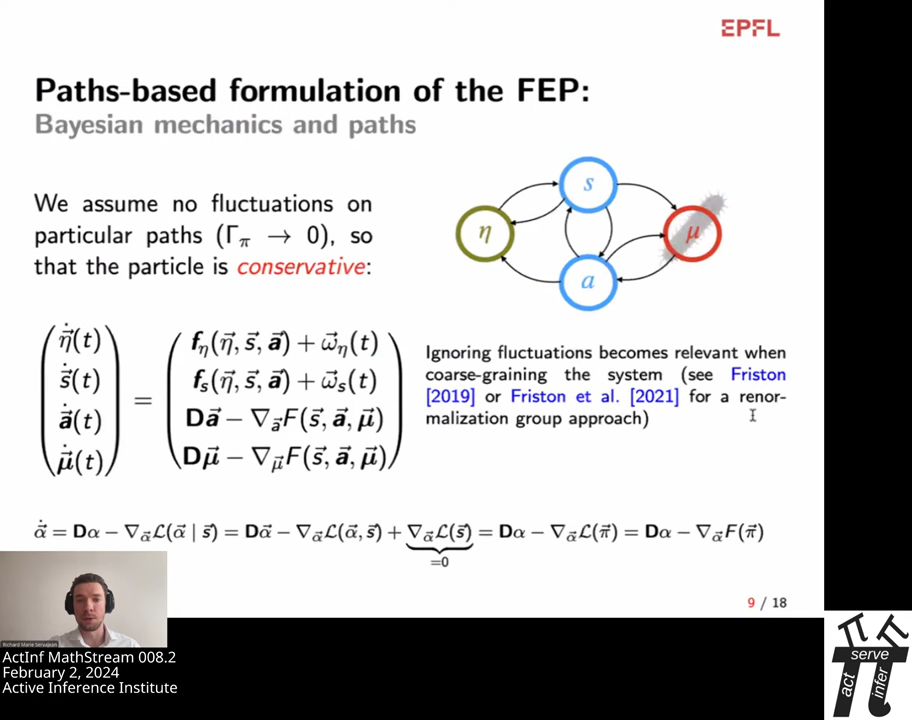 EPFL
Paths-based formulation of the FEP:
Bayesian mechanics and paths
We assume no fluctuations on
particular paths (Γ_π → 0), so
that the particle is conservative:
η
s
μ
a
η⃗̇(t)
s⃗̇(t)
a⃗̇(t)
μ⃗̇(t)
=
f_η(η⃗, s⃗, a⃗) + ω⃗_η(t)
f_s(η⃗, s⃗, a⃗) + ω⃗_s(t)
Da⃗ − ∇_a⃗ F(s⃗, a⃗, μ⃗)
Dμ⃗ − ∇_μ⃗ F(s⃗, a⃗, μ⃗)
Ignoring fluctuations becomes relevant when
coarse-graining the system (see Friston
[2019] or Friston et al. [2021] for a renor-
malization group approach)
α⃗̇ = Dα − ∇_α⃗ ℒ(α⃗ | s⃗) = Dα⃗ − ∇_α⃗ ℒ(α⃗, s⃗) + ∇_α⃗ ℒ(s⃗) = Dα − ∇_α⃗ ℒ(π⃗) = Dα − ∇_α⃗ F(π⃗)
=0
9 / 18
ActInf MathStream 008.2
February 2, 2024
Active Inference Institute
act
serve
infer